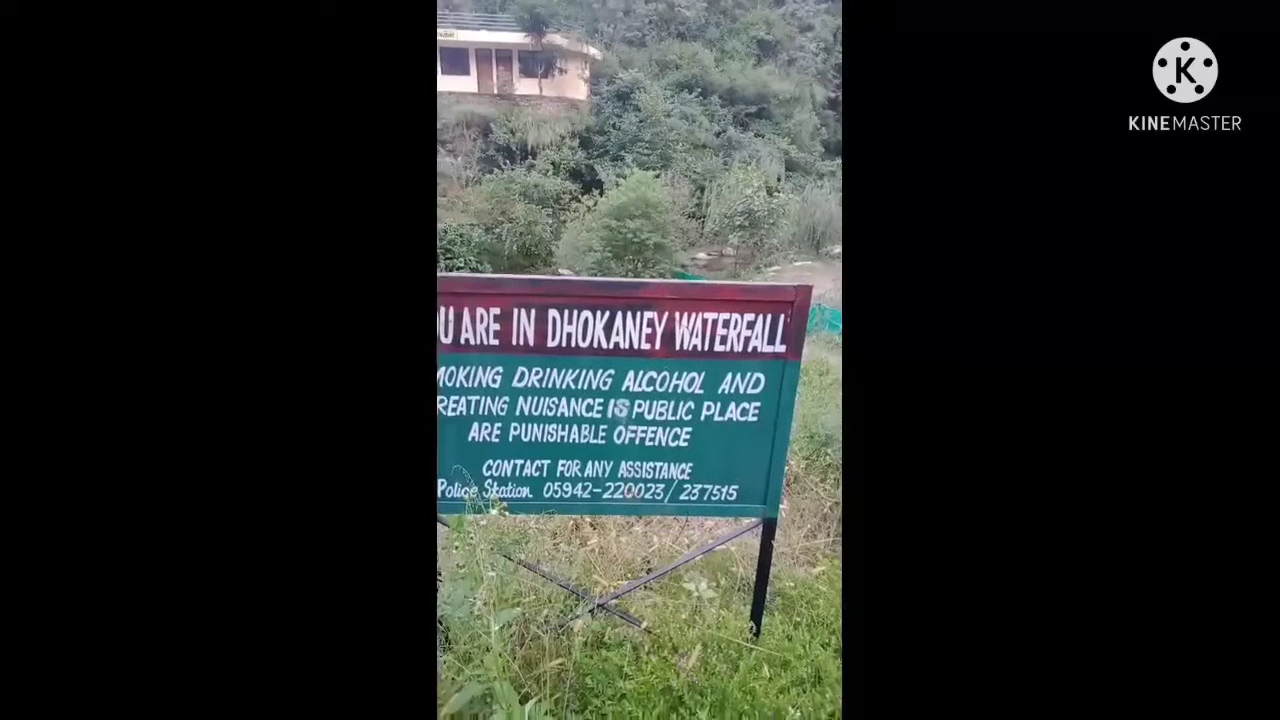 OU ARE IN DHOKANEY WATERFALL
MOKING DRINKING ALCOHOL AND
REATING NUISANCE IS PUBLIC PLACE
ARE PUNISHABLE OFFENCE
CONTACT FOR ANY ASSISTANCE
Police Station 05942-220023/237515
K
KINEMASTER